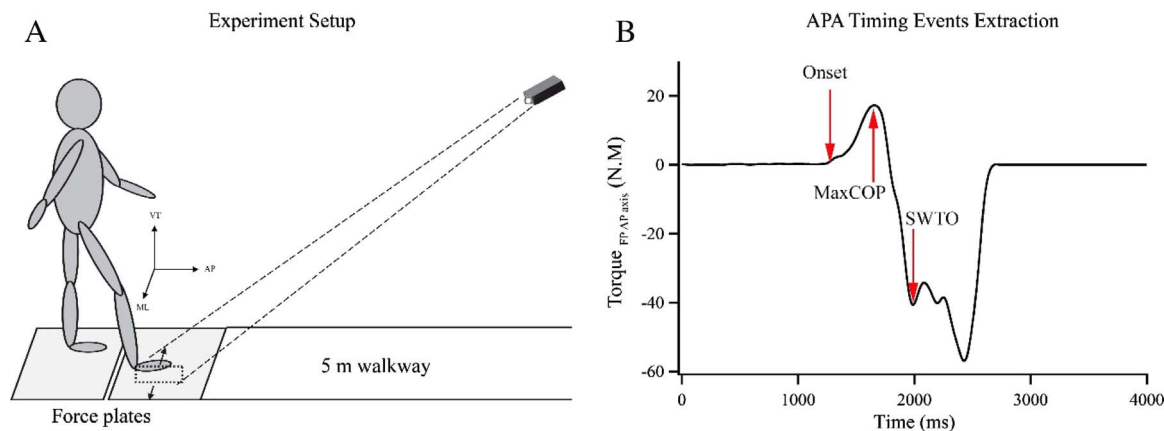 A
Experiment Setup
VT
AP
ML
5 m walkway
Force plates
B
APA Timing Events Extraction
Torque FP AP axis (N.M)
20
0
-20
-40
-60
Onset
MaxCOP
SWTO
0
1000
2000
3000
4000
Time (ms)